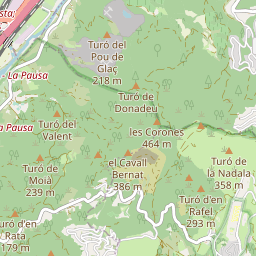 sta,
Turó del
Pou de
Glaç
218 m
La Pausa
Turó de
Donadeu
a Pausa
Turó del
Valent
les Corones
464 m
el Cavall
Bernat
386 m
Turó de
la Nadala
358 m
Turó de
Moià
239 m
Turó d'en
Rafel
293 m
Turó d'en
Rata
179 m